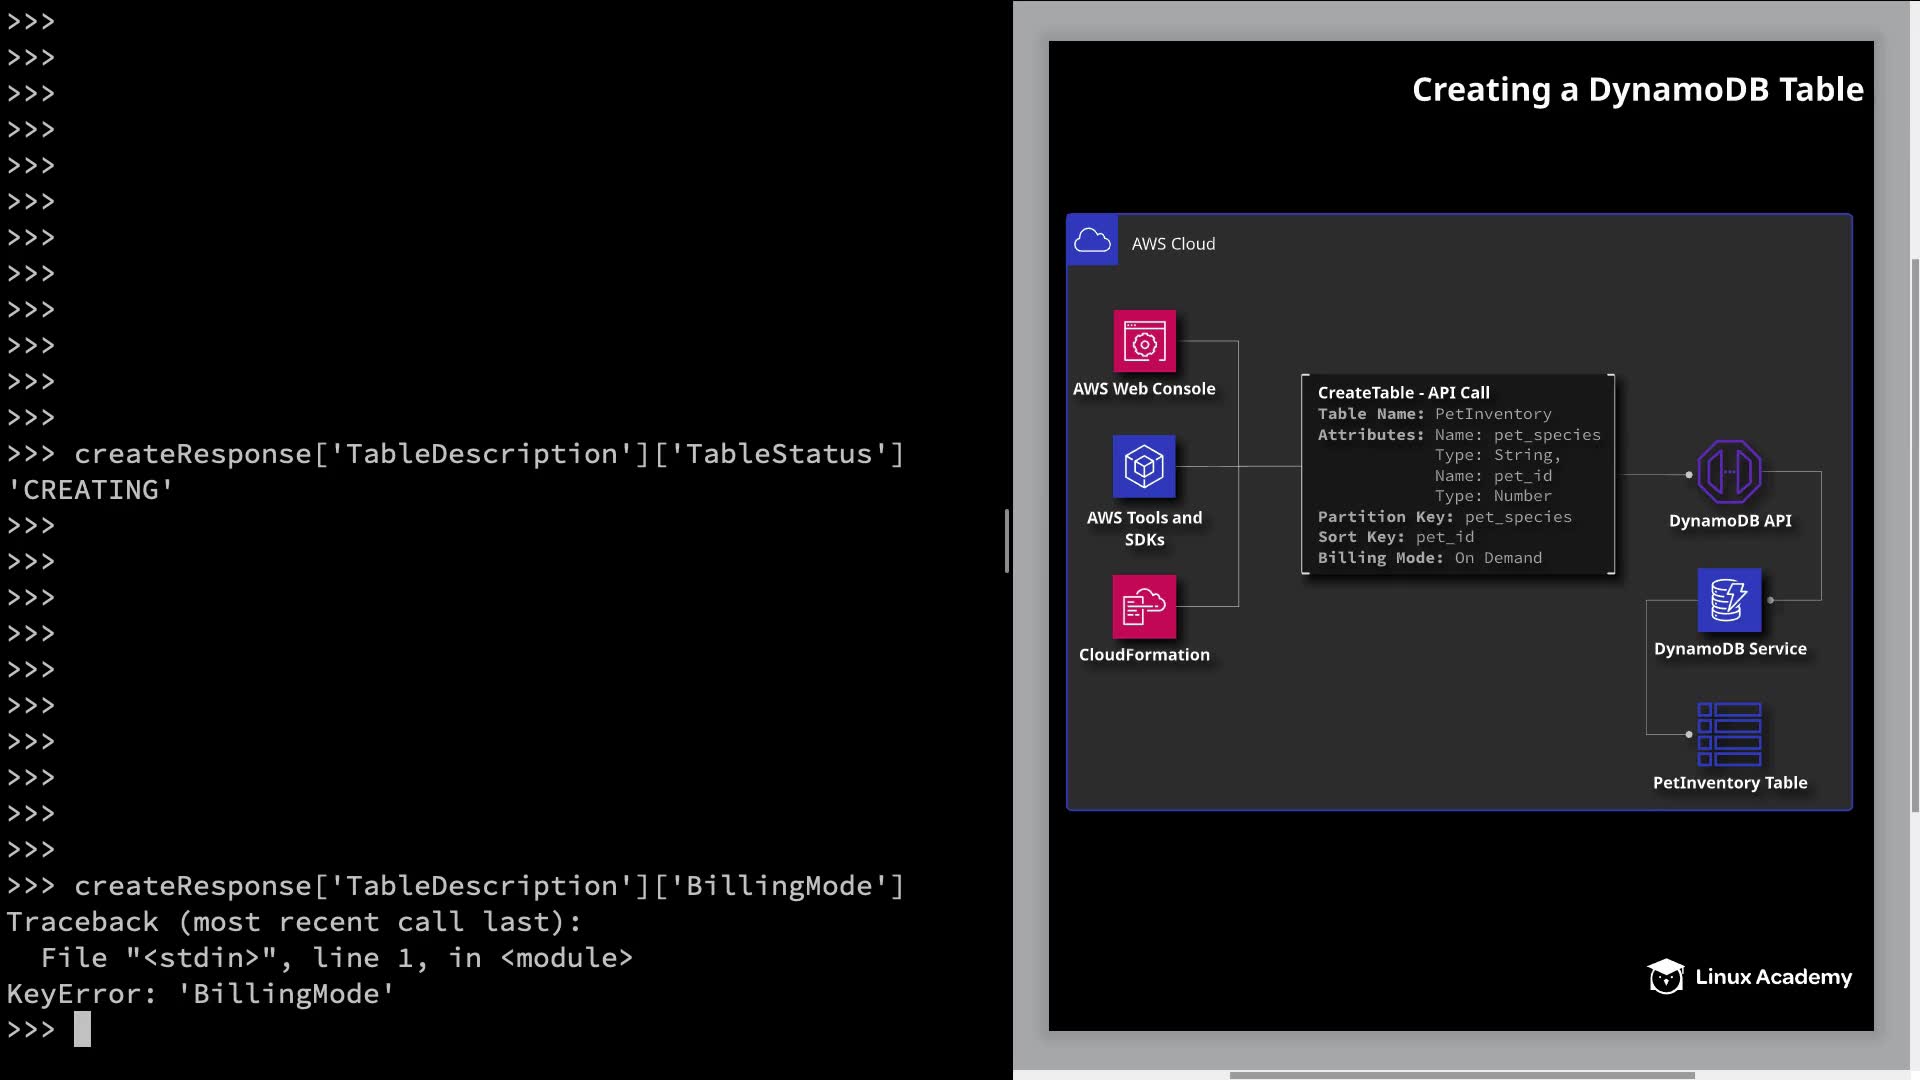 >>>
>>>
>>>
>>>
>>>
>>>
>>>
>>>
>>>
>>>
>>>
>>>
>>> createResponse['TableDescription']['TableStatus']
'CREATING'
>>>
>>>
>>>
>>>
>>>
>>>
>>>
>>>
>>>
>>>
>>> createResponse['TableDescription']['BillingMode']
Traceback (most recent call last):
  File "<stdin>", line 1, in <module>
KeyError: 'BillingMode'
>>>
Creating a DynamoDB Table
AWS Cloud
AWS Web Console
AWS Tools and
SDKs
CloudFormation
CreateTable - API Call
Table Name: PetInventory
Attributes: Name: pet_species
Type: String,
Name: pet_id
Type: Number
Partition Key: pet_species
Sort Key: pet_id
Billing Mode: On Demand
DynamoDB API
DynamoDB Service
PetInventory Table
Linux Academy